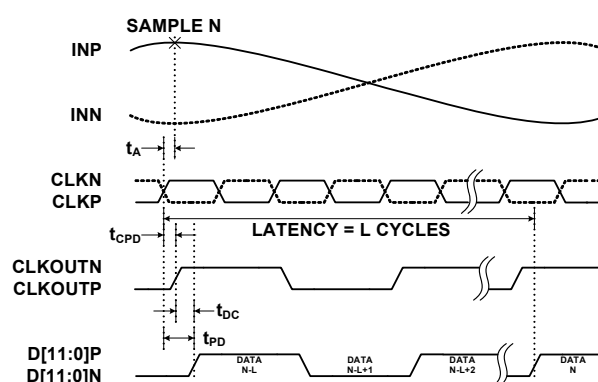 SAMPLE N
INP
INN
tA
CLKN
CLKP
LATENCY = L CYCLES
tCPD
CLKOUTN
CLKOUTP
tDC
tPD
D[11:0]P
D[11:0]N
DATA
N-L
DATA
N-L+1
DATA
N-L+2
DATA
N